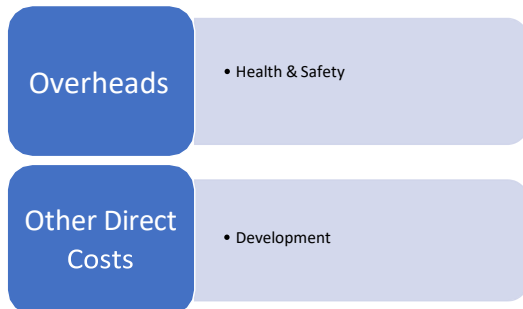 Overheads
• Health & Safety
Other Direct
Costs
• Development